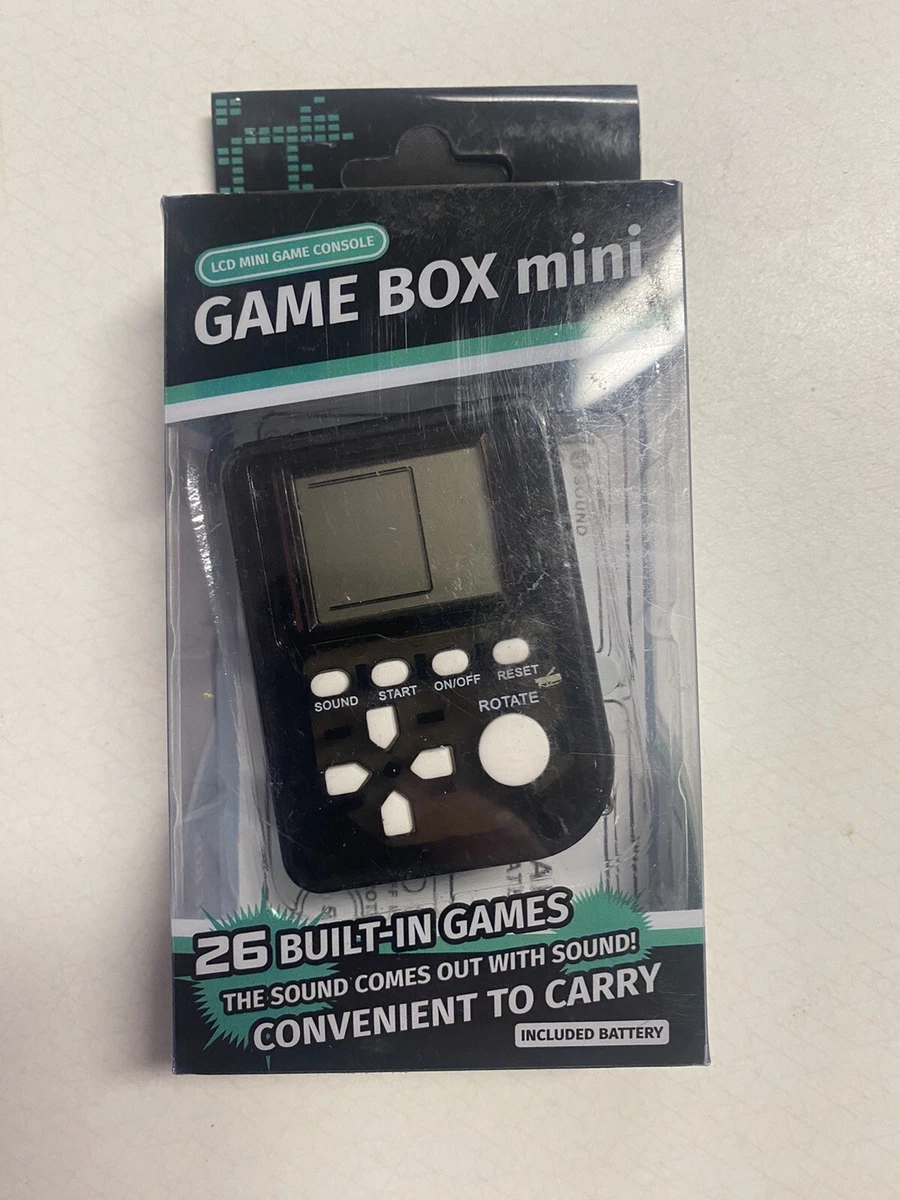 LCD MINI GAME CONSOLE
GAME BOX mini
SOUND
SOUND START ON/OFF RESET
ROTATE
26 BUILT-IN GAMES
THE SOUND COMES OUT WITH SOUND!
CONVENIENT TO CARRY
INCLUDED BATTERY